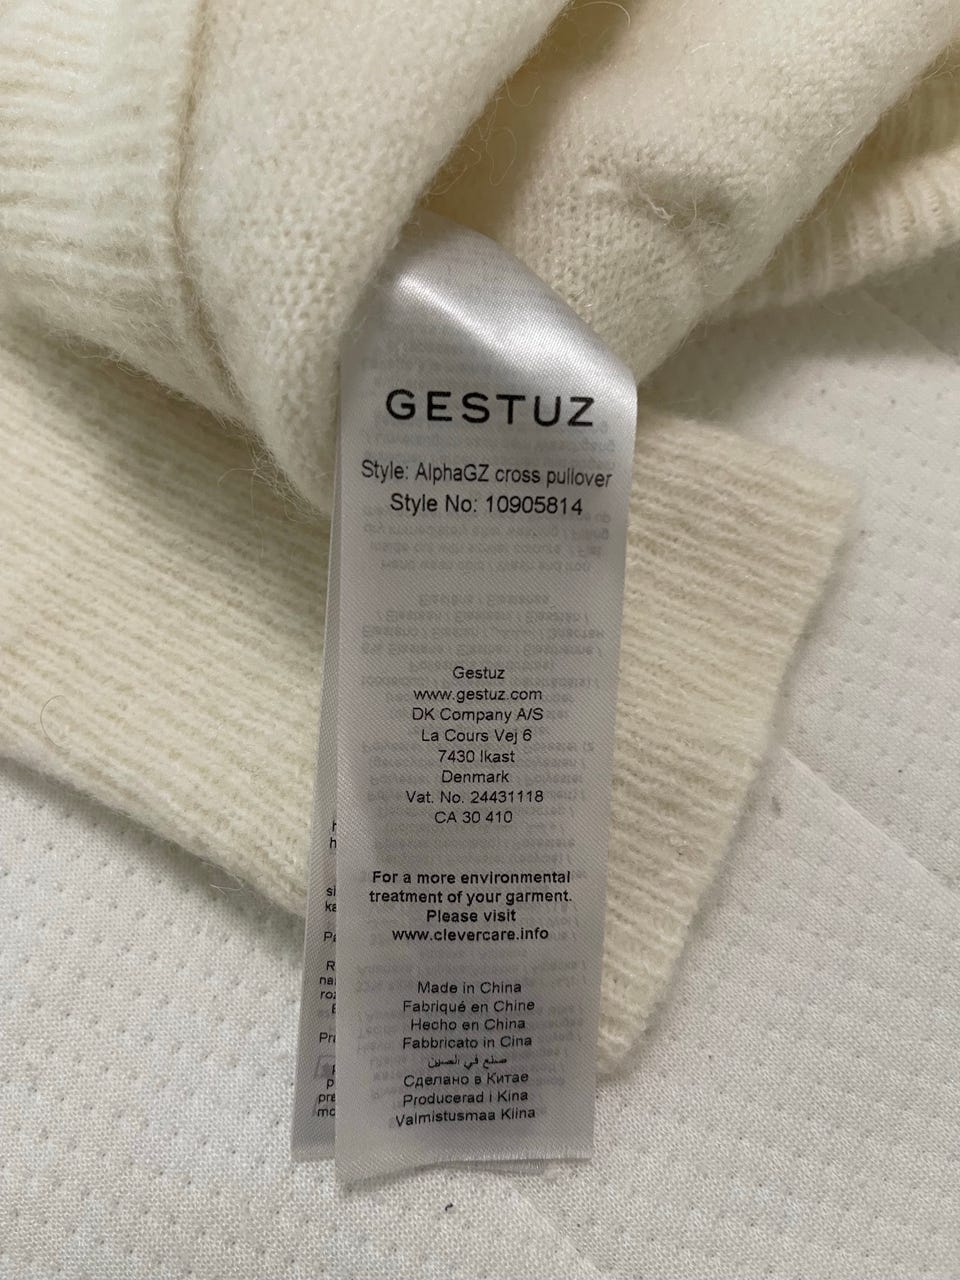 GESTUZ
Style: AlphaGZ cross pullover
Style No: 10905814
Gestuz
www.gestuz.com
DK Company A/S
La Cours Vej 6
7430 Ikast
Denmark
Vat. No. 24431118
CA 30 410
For a more environmental
treatment of your garment.
Please visit
www.clevercare.info
Made in China
Fabriqué en Chine
Hecho en China
Fabbricato in Cina
صنع في الصين
Сделано в Китае
Producerad i Kina
Valmistusmaa Kiina